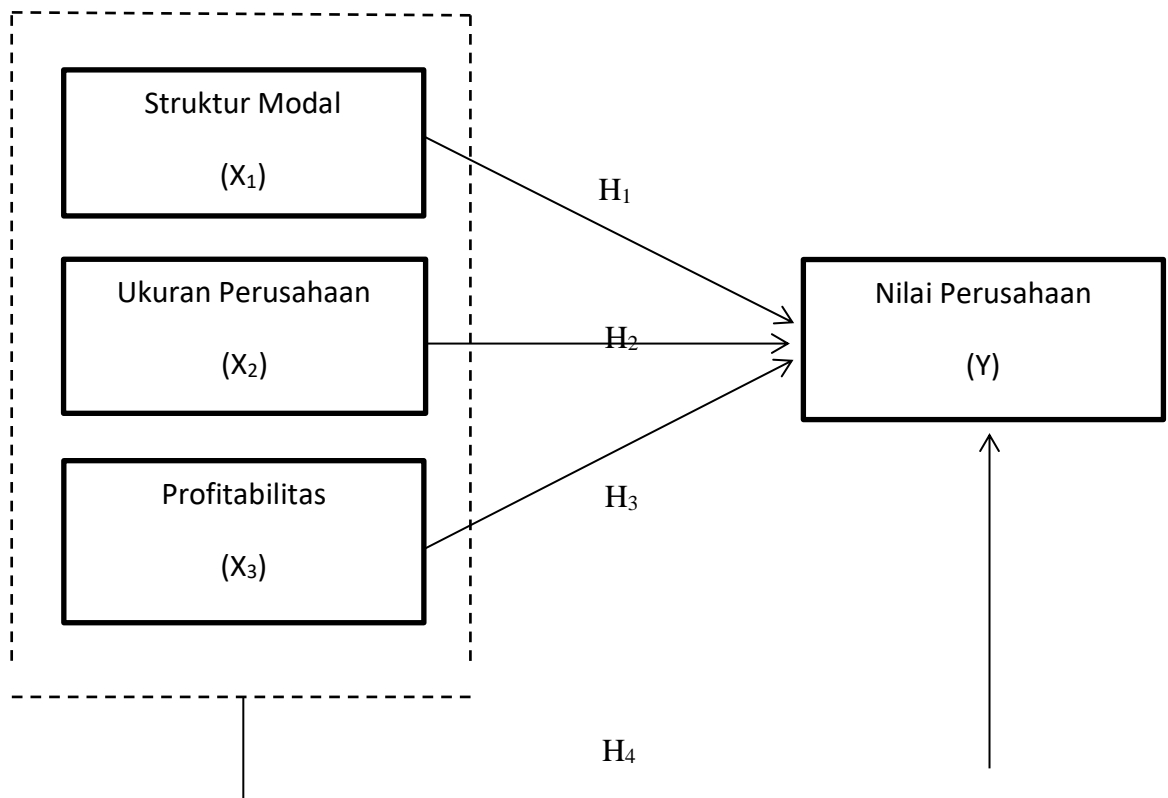 Struktur Modal
(X₁)
H₁
Ukuran Perusahaan
(X₂)
H₂
Nilai Perusahaan
(Y)
Profitabilitas
(X₃)
H₃
H₄